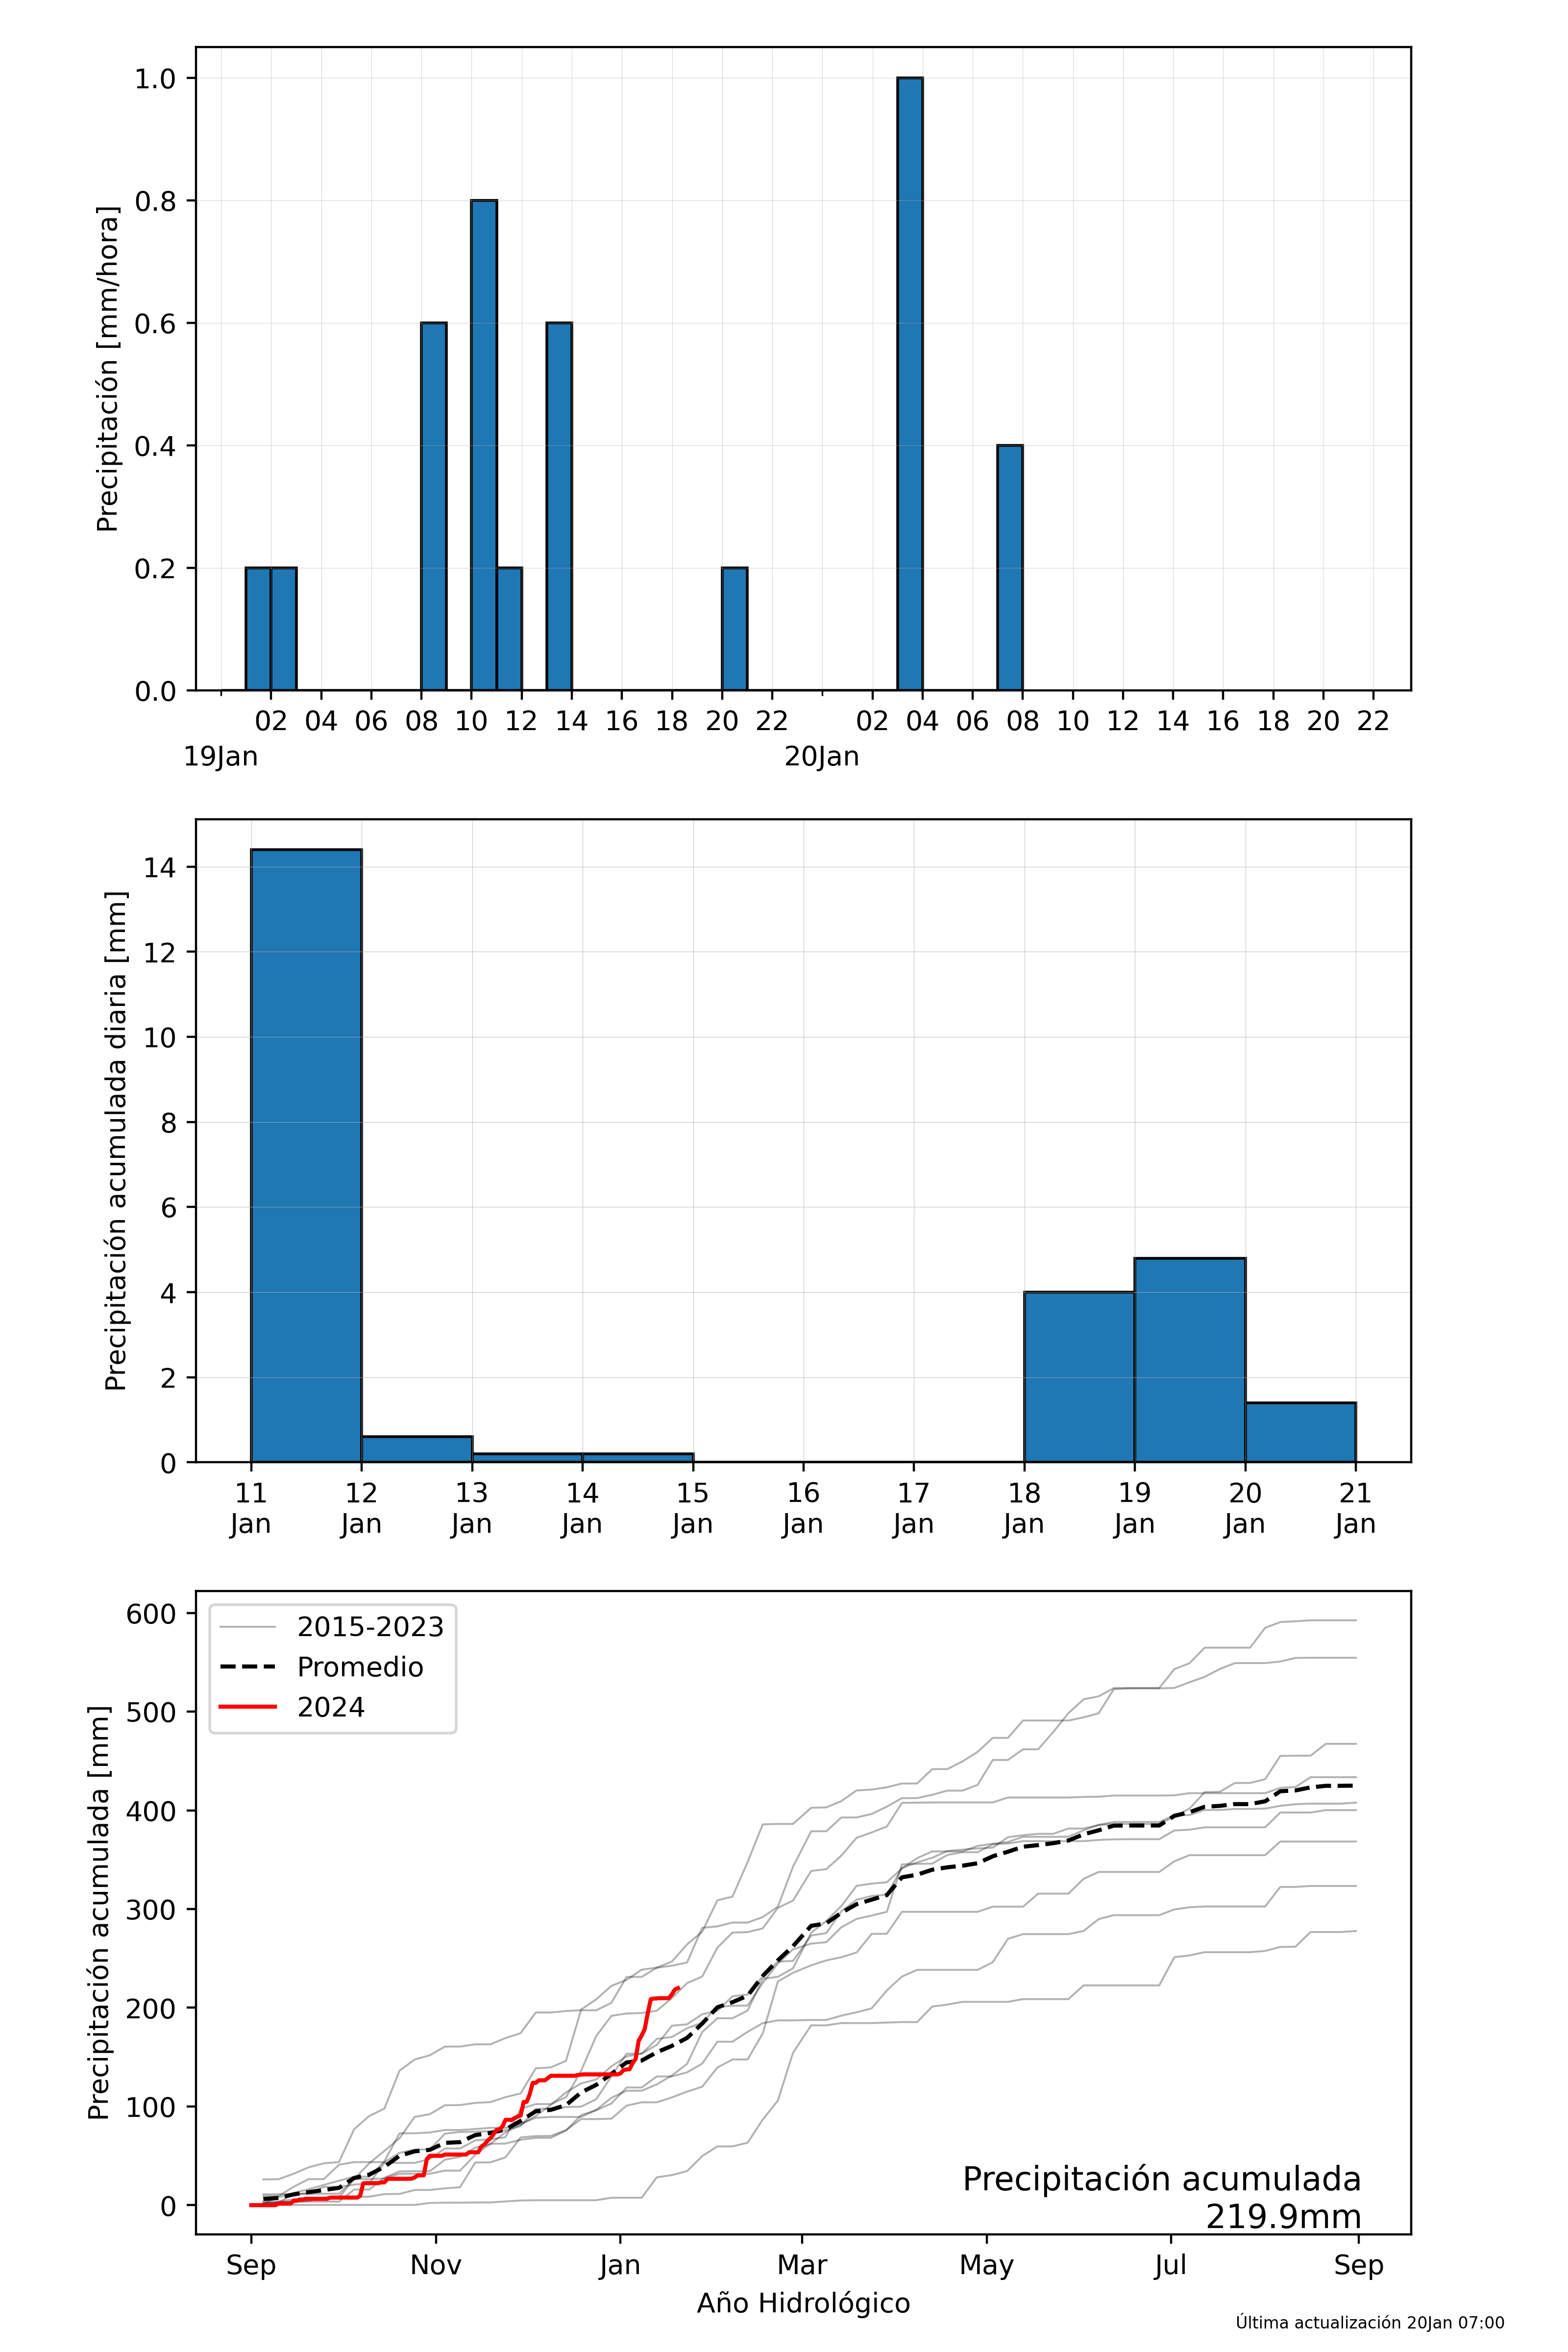 Precipitación [mm/hora]
1.0
0.8
0.6
0.4
0.2
0.0
02 04 06 08 10 12 14 16 18 20 22 02 04 06 08 10 12 14 16 18 20 22
19Jan 20Jan
Precipitación acumulada diaria [mm]
14
12
10
8
6
4
2
0
11 12 13 14 15 16 17 18 19 20 21
Jan Jan Jan Jan Jan Jan Jan Jan Jan Jan Jan
Precipitación acumulada [mm]
600
500
400
300
200
100
0
2015-2023
Promedio
2024
Precipitación acumulada
219.9mm
Sep Nov Jan Mar May Jul Sep
Año Hidrológico
Última actualización 20Jan 07:00